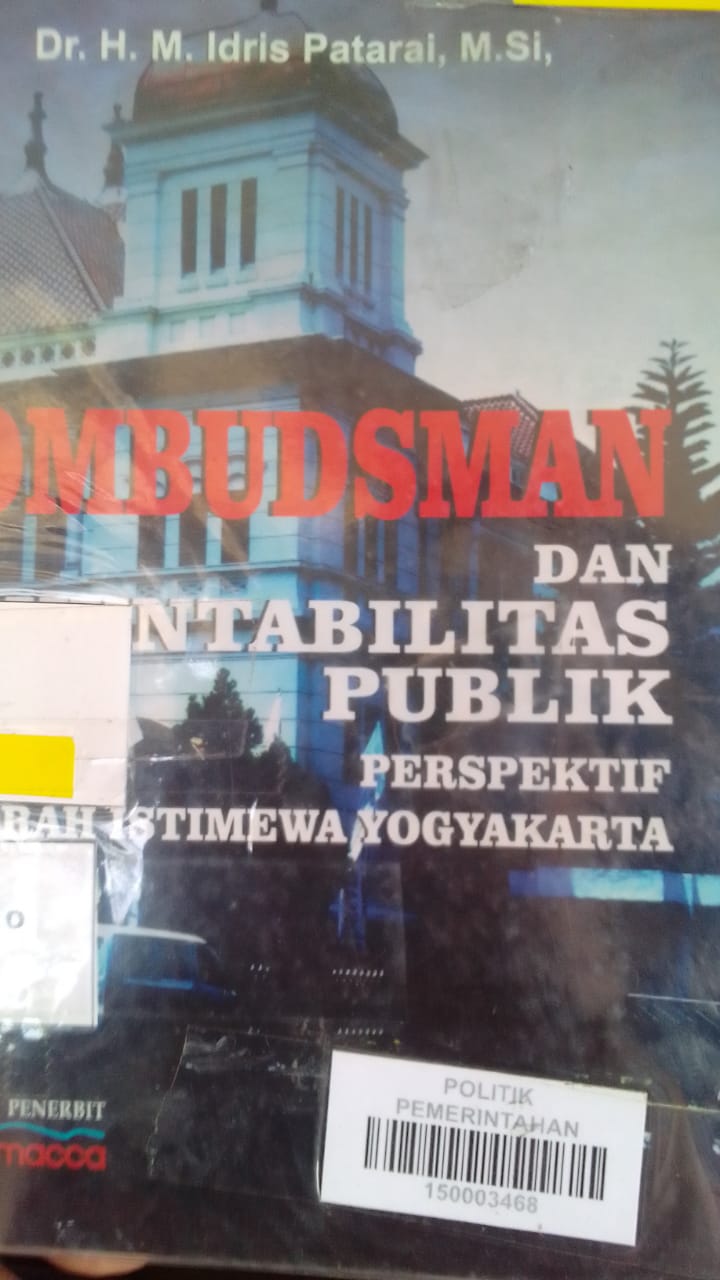 Dr. H. M. Idris Patarai, M.Si,
OMBUDSMAN
DAN
NTABILITAS
PUBLIK
PERSPEKTIF
RAH ISTIMEWA YOGYAKARTA
O
PENERBIT
macca
POLITIK
PEMERINTAHAN
150003468